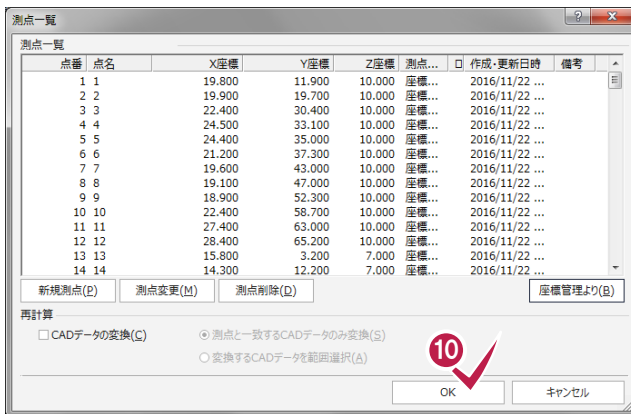 測点一覧
測点一覧
点番 点名 X座標 Y座標 Z座標 測点... ロ 作成・更新日時 備考
1 1 19.800 11.900 10.000 座標... 2016/11/22 ...
2 2 19.900 19.700 10.000 座標... 2016/11/22 ...
3 3 22.400 30.400 10.000 座標... 2016/11/22 ...
4 4 24.500 33.100 10.000 座標... 2016/11/22 ...
5 5 24.400 35.000 10.000 座標... 2016/11/22 ...
6 6 21.200 37.300 10.000 座標... 2016/11/22 ...
7 7 19.600 43.000 10.000 座標... 2016/11/22 ...
8 8 19.100 47.000 10.000 座標... 2016/11/22 ...
9 9 18.900 52.300 10.000 座標... 2016/11/22 ...
10 10 22.400 58.700 10.000 座標... 2016/11/22 ...
11 11 27.400 63.000 10.000 座標... 2016/11/22 ...
12 12 28.400 65.200 10.000 座標... 2016/11/22 ...
13 13 15.800 3.200 7.000 座標... 2016/11/22 ...
14 14 14.300 12.200 7.000 座標... 2016/11/22 ...
新規測点(P) 測点変更(M) 測点削除(D) 座標管理より(B)
再計算
CADデータの変換(C) 測点と一致するCADデータのみ変換(S)
変換するCADデータを範囲選択(A)
10
OK キャンセル